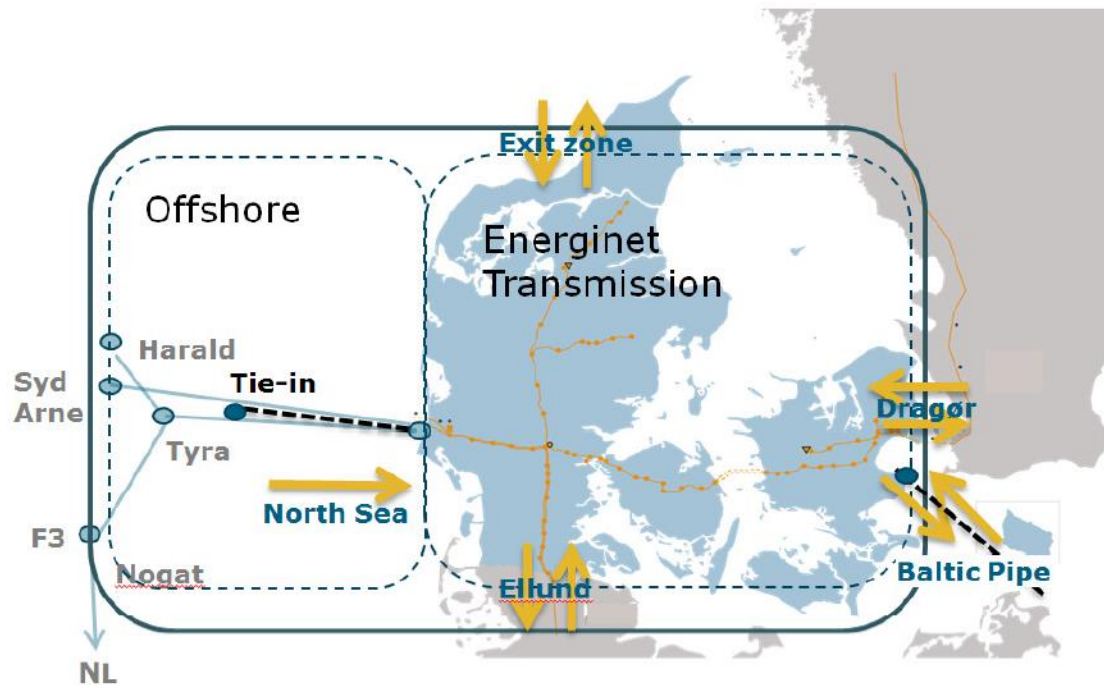 Exit zone
Offshore
Energinet
Transmission
Harald
Tie-in
Syd
Arne
Dragør
Tyra
North Sea
F3
Nogat
Ellund
Baltic Pipe
NL